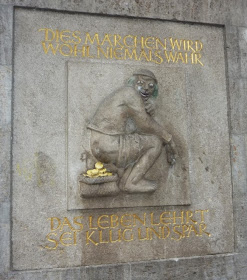 DIES MÄRCHEN WIRD
WOHL NIEMALS WAHR
DAS LEBEN LEHRT
SEI KLUG UND SPAR